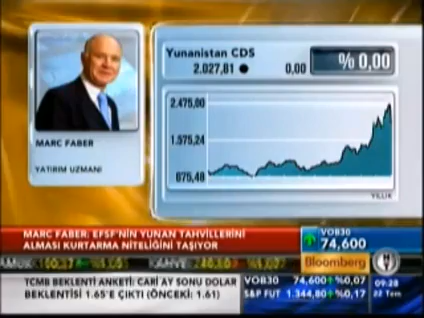 Yunanistan CDS
2.027,81 ● 0,00 % 0,00
2.475,00
1.575,24
675,48
YILLIK
MARC FABER
YATIRIM UZMANI
MARC FABER: EFSF'NİN YUNAN TAHVİLLERİNİ
ALMASI KURTARMA NİTELİĞİNİ TAŞIYOR
VOB30
74,600
Bloomberg
TCMB BEKLENTİ ANKETİ: CARİ AY SONU DOLAR
BEKLENTİSİ 1.65'E ÇIKTI (ÖNCEKİ: 1.61)
VOB30 74,600 %0,07
S&P FUT 1.344,80 %0,17
09:28
22 Tem